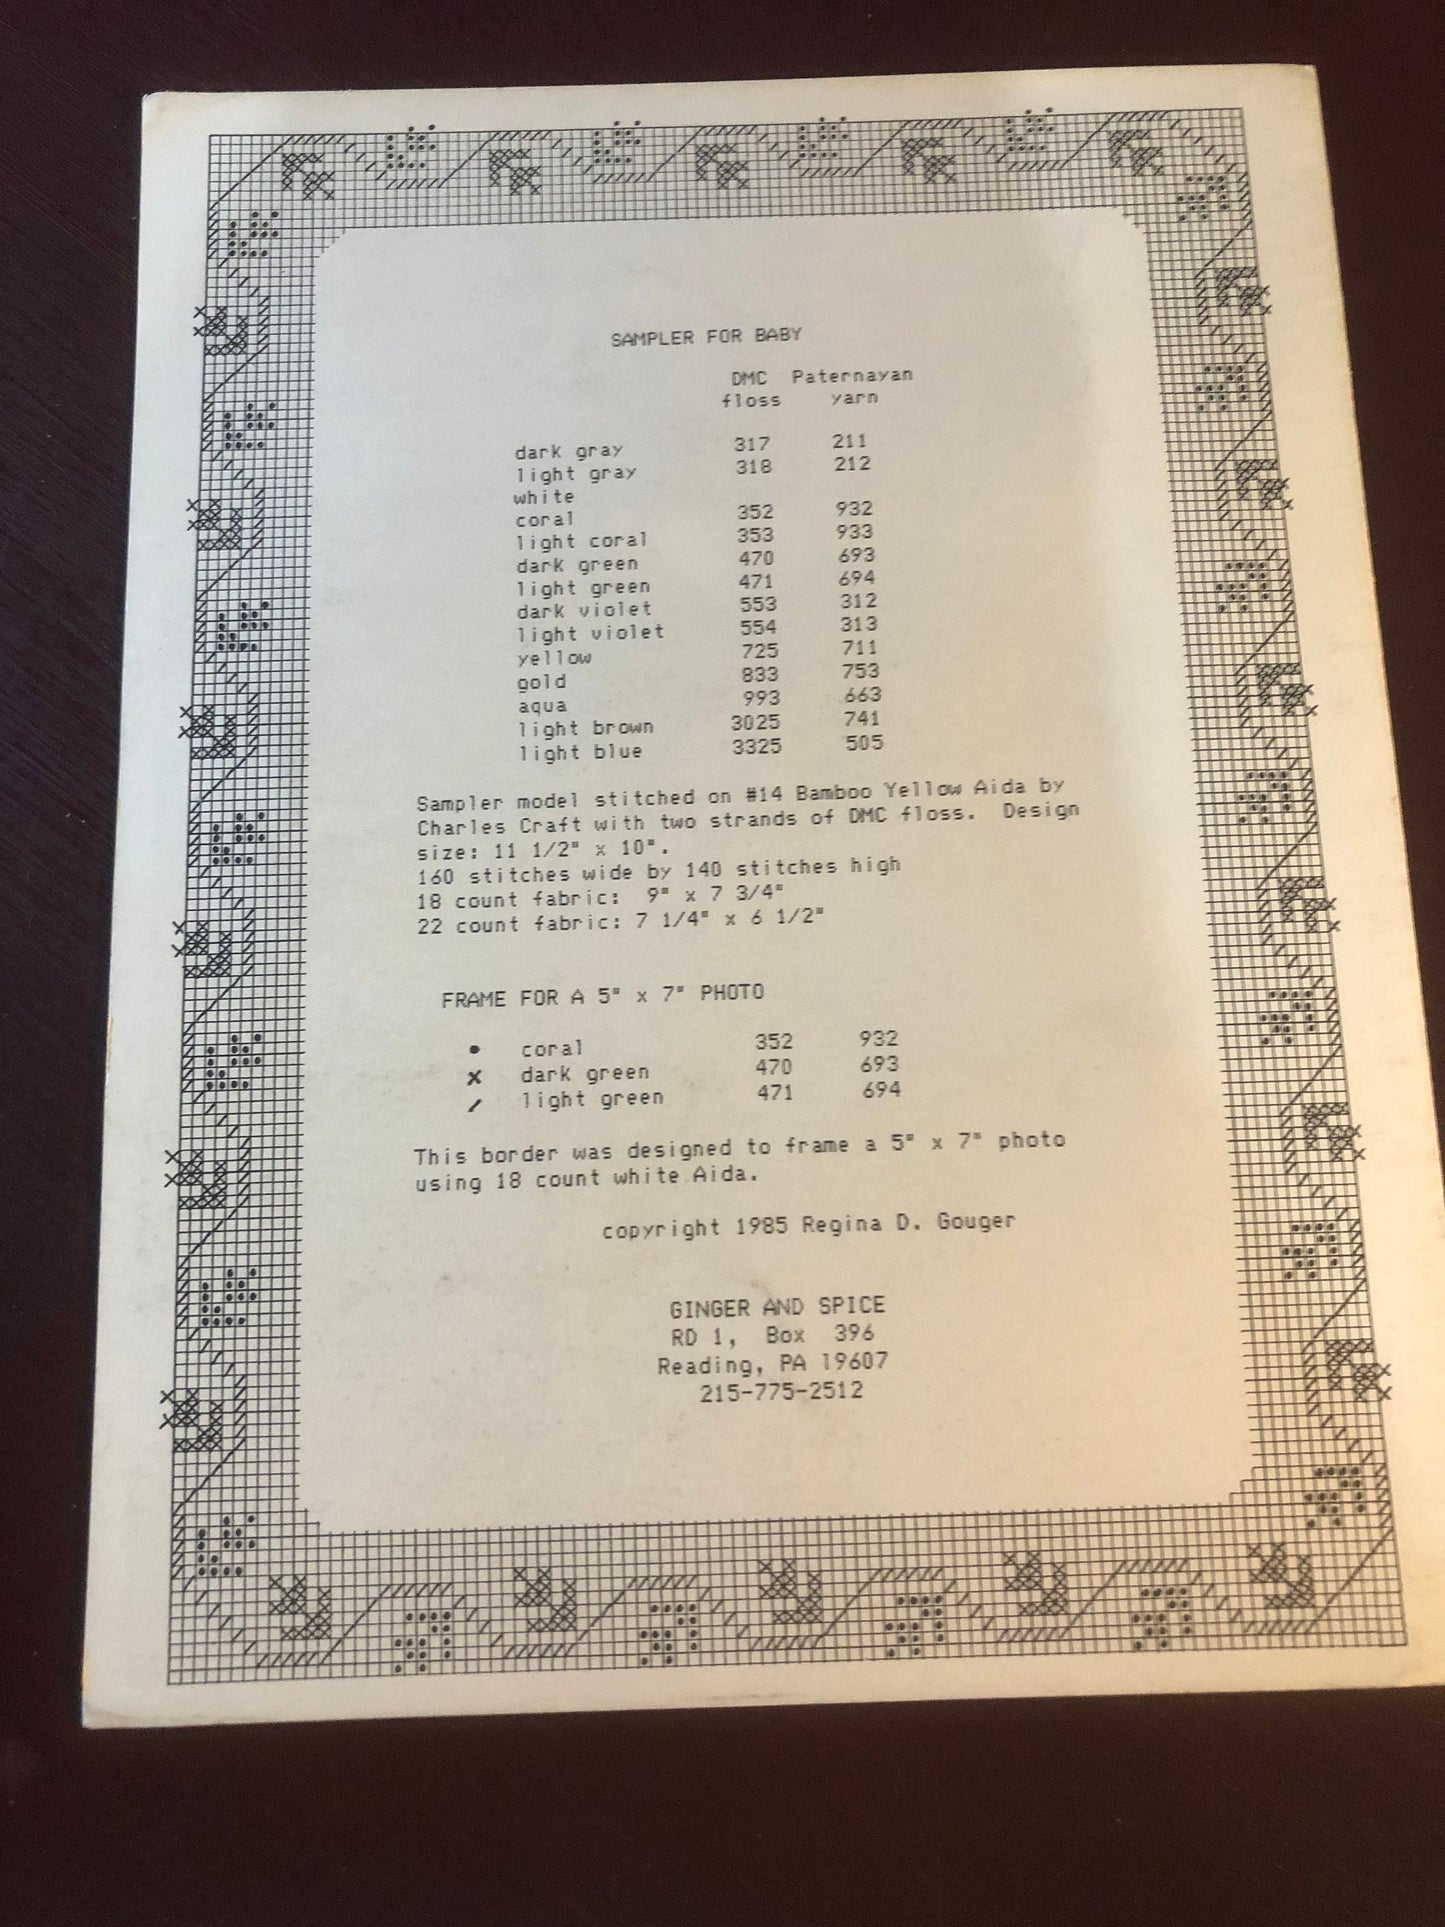 SAMPLER FOR BABY
DMC Paternayan
floss yarn
dark gray 317 211
light gray 318 212
white
coral 352 932
light coral 353 933
dark green 470 693
light green 471 694
dark violet 553 312
light violet 554 313
yellow 725 711
gold 833 753
aqua 993 663
light brown 3025 741
light blue 3325 505
Sampler model stitched on #14 Bamboo Yellow Aida by
Charles Craft with two strands of DMC floss. Design
size: 11 1/2" x 10".
160 stitches wide by 140 stitches high
18 count fabric: 9" x 7 3/4"
22 count fabric: 7 1/4" x 6 1/2"
FRAME FOR A 5" x 7" PHOTO
• coral 352 932
x dark green 470 693
/ light green 471 694
This border was designed to frame a 5" x 7" photo
using 18 count white Aida.
copyright 1985 Regina D. Gouger
GINGER AND SPICE
RD 1, Box 396
Reading, PA 19607
215-775-2512